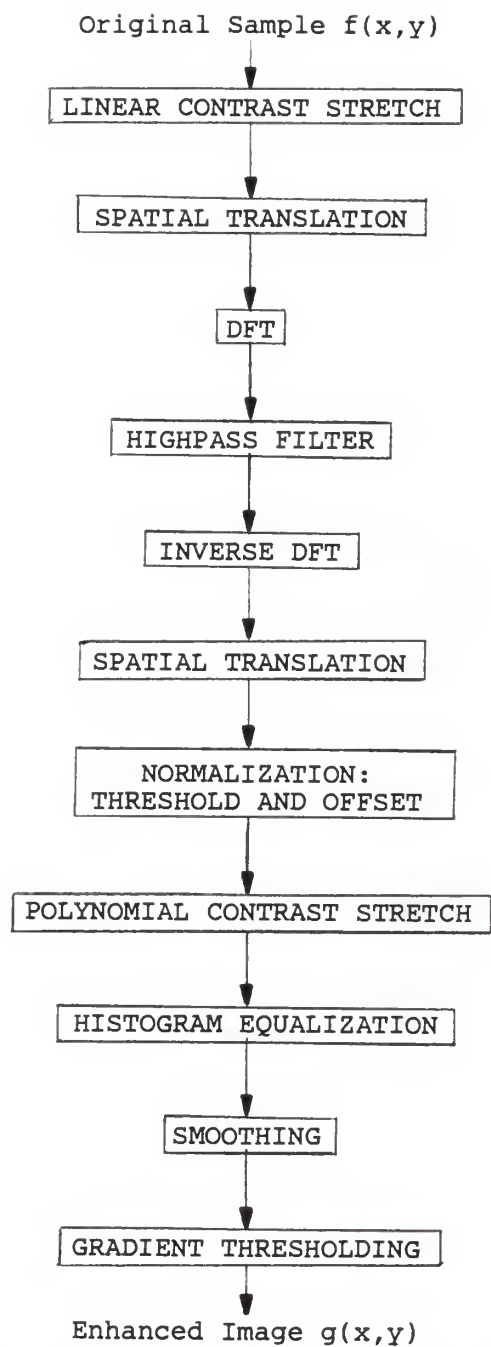 Original Sample f(x,y)
LINEAR CONTRAST STRETCH
SPATIAL TRANSLATION
DFT
HIGHPASS FILTER
INVERSE DFT
SPATIAL TRANSLATION
NORMALIZATION:
THRESHOLD AND OFFSET
POLYNOMIAL CONTRAST STRETCH
HISTOGRAM EQUALIZATION
SMOOTHING
GRADIENT THRESHOLDING
Enhanced Image g(x,y)